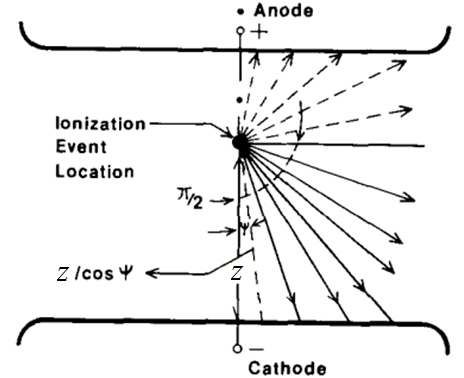 Anode
+
Ionization
Event
Location
π/2
Ψ
z/cos Ψ
z
−
Cathode